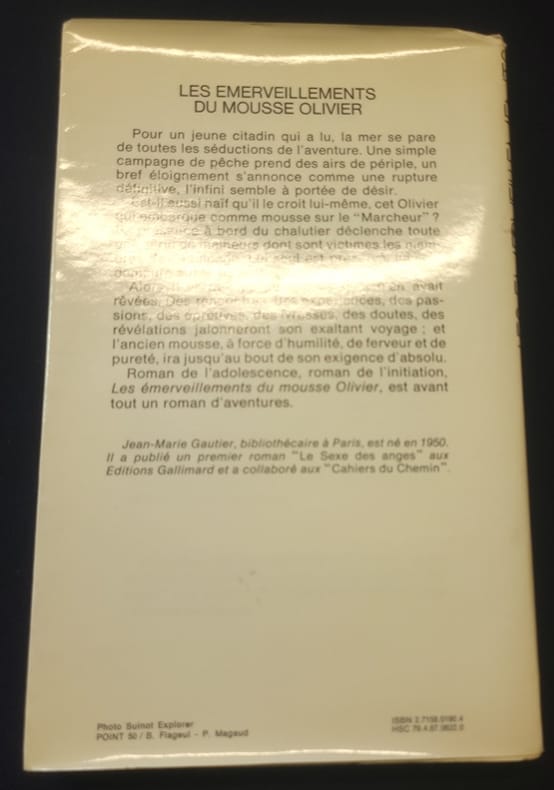 LES EMERVEILLEMENTS
DU MOUSSE OLIVIER
Pour un jeune citadin qui a lu, la mer se pare
de toutes les séductions de l'aventure. Une simple
campagne de pêche prend des airs de périple, un
bref éloignement s'annonce comme une rupture
définitive, l'infini semble à portée de désir.
Est-il aussi naïf qu'il le croit lui-même, cet Olivier
qui embarque comme mousse sur le "Marcheur" ?
à bord du chalutier déclenche toute
dont sont victimes les
Alors
en avait
rêvées. Des rencontres, des expériences, des pas-
sions, des épreuves, des ivresses, des doutes, des
révélations jalonneront son exaltant voyage ; et
l'ancien mousse, à force d'humilité, de ferveur et de
pureté, ira jusqu'au bout de son exigence d'absolu.
Roman de l'adolescence, roman de l'initiation,
Les émerveillements du mousse Olivier, est avant
tout un roman d'aventures.
Jean-Marie Gautier, bibliothécaire à Paris, est né en 1950.
Il a publié un premier roman "Le Sexe des anges" aux
Editions Gallimard et a collaboré aux "Cahiers du Chemin".
Photo Suinot Explorer
POINT 50 / B. Flageul - P. Magaud
ISBN 2.7158.0190.4
HSC 79.4.67.0622.0